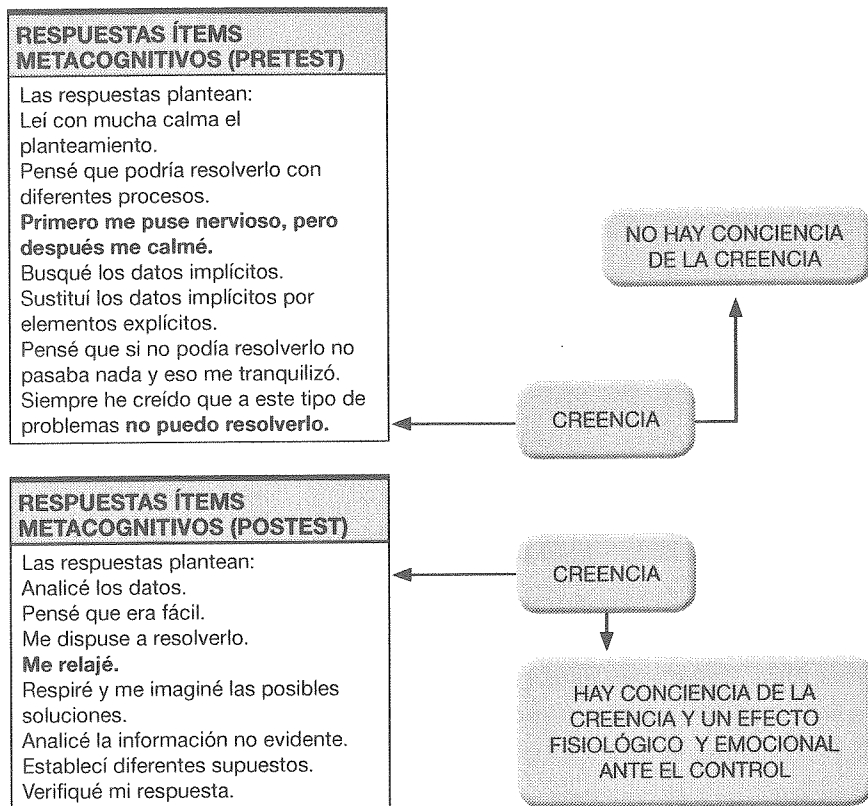 RESPUESTAS ÍTEMS
METACOGNITIVOS (PRETEST)
Las respuestas plantean:
Leí con mucha calma el
planteamiento.
Pensé que podría resolverlo con
diferentes procesos.
Primero me puse nervioso, pero
después me calmé.
Busqué los datos implícitos.
Sustituí los datos implícitos por
elementos explícitos.
Pensé que si no podía resolverlo no
pasaba nada y eso me tranquilizó.
Siempre he creído que a este tipo de
problemas no puedo resolverlo.
NO HAY CONCIENCIA
DE LA CREENCIA
CREENCIA
RESPUESTAS ÍTEMS
METACOGNITIVOS (POSTEST)
Las respuestas plantean:
Analicé los datos.
Pensé que era fácil.
Me dispuse a resolverlo.
Me relajé.
Respiré y me imaginé las posibles
soluciones.
Analicé la información no evidente.
Establecí diferentes supuestos.
Verifiqué mi respuesta.
CREENCIA
HAY CONCIENCIA DE LA
CREENCIA Y UN EFECTO
FISIOLÓGICO Y EMOCIONAL
ANTE EL CONTROL